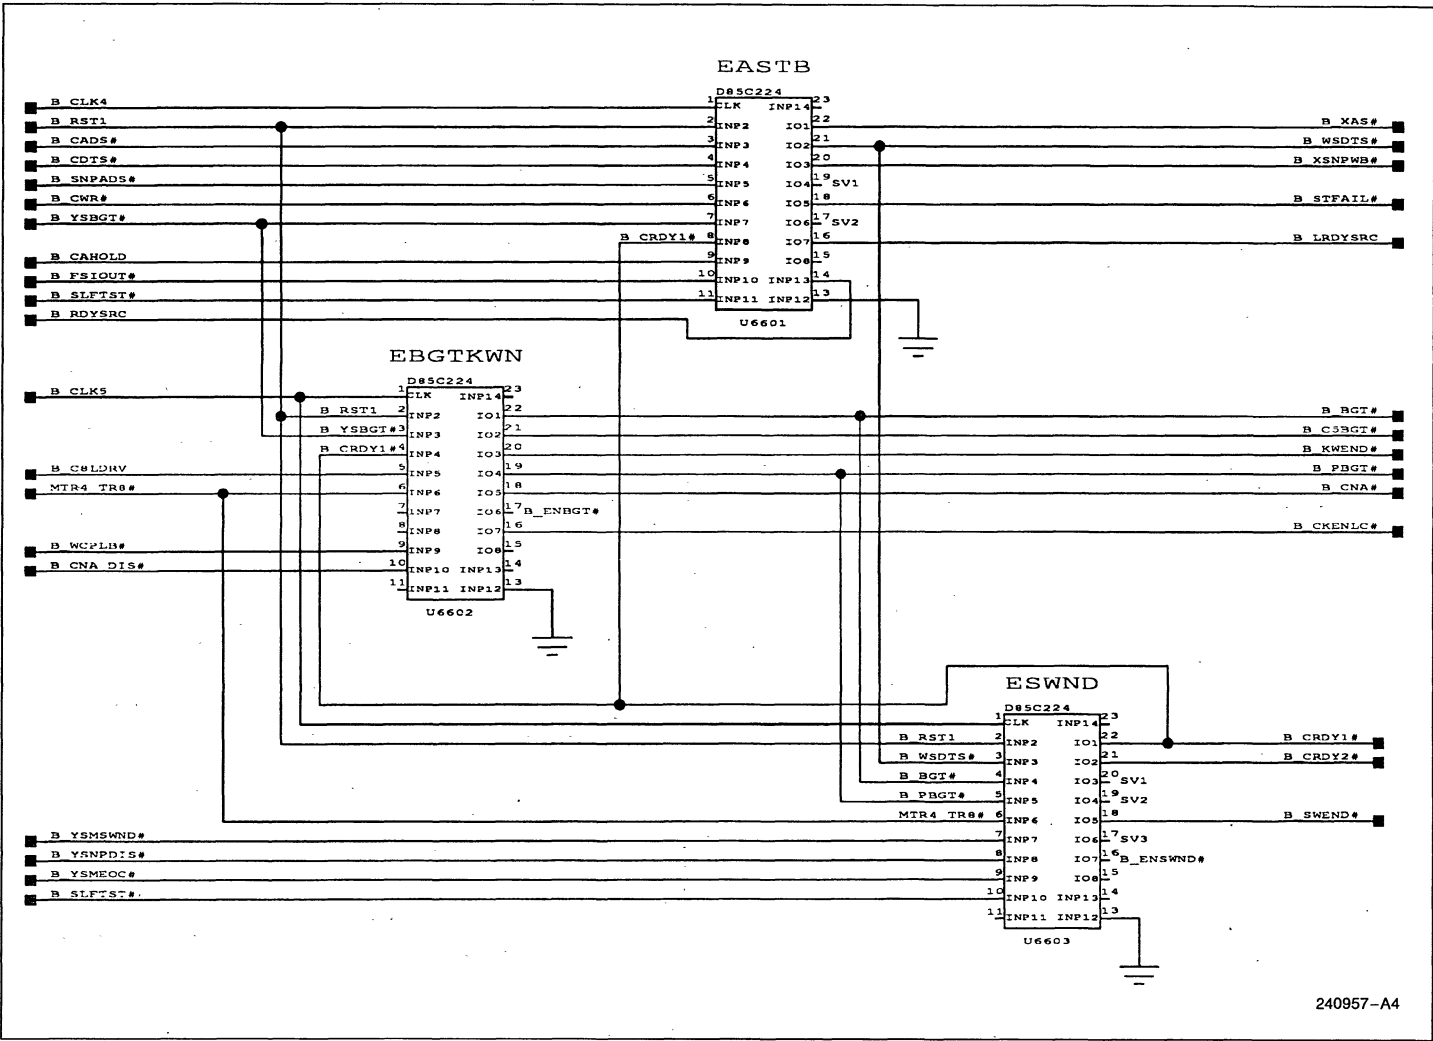 EASTB
D85C224
B CLK4 1 CLK INP14 23
B RST1 2 INP2 IO1 22 B XAS#
B CADS# 3 INP3 IO2 21 B WSDTS#
B CDTS# 4 INP4 IO3 20 B XSNPWB#
B SNPADS# 5 INP5 IO4 19 SV1
B CWR# 6 INP6 IO5 18 B STFAIL#
B YSBGT# 7 INP7 IO6 17 SV2
B CRDY1# 8 INP8 IO7 16 B LRDYSRC
B CAHOLD 9 INP9 IO8 15
B FSIOUT# 10 INP10 INP13 14
B SLFTST# 11 INP11 INP12 13
B RDYSRC
U6601
EBGTKWN
D85C224
B CLK5 1 CLK INP14 23
B RST1 2 INP2 IO1 22 B BGT#
B YSBGT# 3 INP3 IO2 21 B C5BGT#
B CRDY1# 4 INP4 IO3 20 B KWEND#
B C8LDRV 5 INP5 IO4 19 B PBGT#
MTR4 TR8# 6 INP6 IO5 18 B CNA#
7 INP7 IO6 17 B_ENBGT#
8 INP8 IO7 16 B CKENLC#
B WCPLB# 9 INP9 IO8 15
B CNA DIS# 10 INP10 INP13 14
11 INP11 INP12 13
U6602
ESWND
D85C224
1 CLK INP14 23
B RST1 2 INP2 IO1 22 B CRDY1#
B WSDTS# 3 INP3 IO2 21 B CRDY2#
B BGT# 4 INP4 IO3 20 SV1
B PBGT# 5 INP5 IO4 19 SV2
MTR4 TR8# 6 INP6 IO5 18 B SWEND#
B YSMSWND# 7 INP7 IO6 17 SV3
B YSNPDIS# 8 INP8 IO7 16 B_ENSWND#
B YSMEOC# 9 INP9 IO8 15
B SLFTST# 10 INP10 INP13 14
11 INP11 INP12 13
U6603
240957–A4